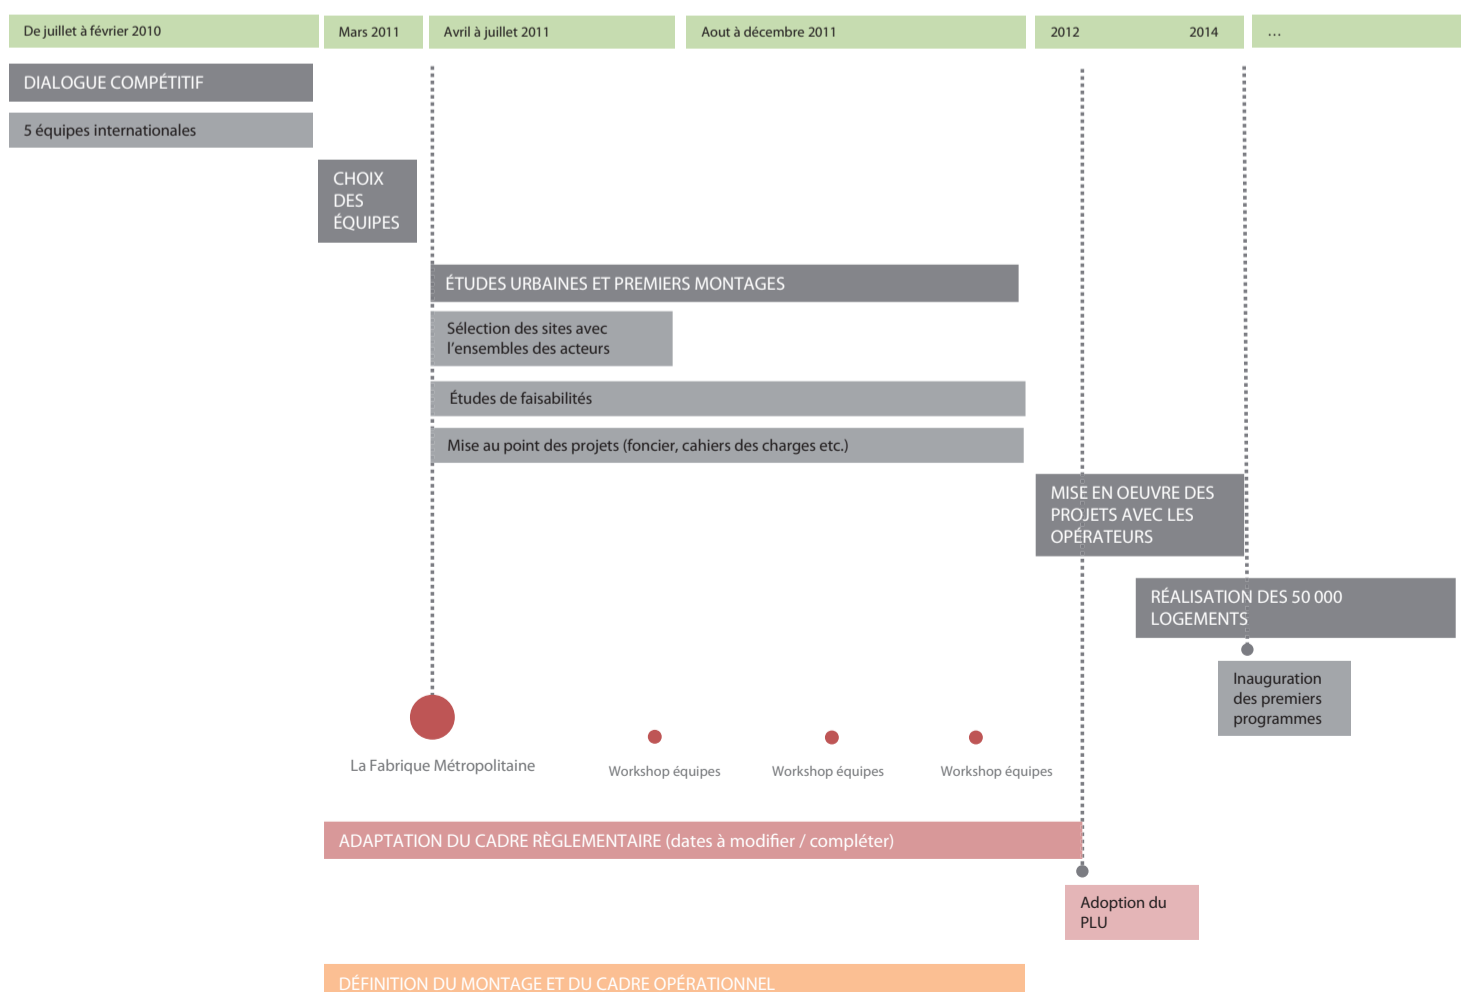 De juillet à février 2010
Mars 2011
Avril à juillet 2011
Aout à décembre 2011
2012
2014
...
DIALOGUE COMPÉTITIF
5 équipes internationales
CHOIX
DES
ÉQUIPES
ÉTUDES URBAINES ET PREMIERS MONTAGES
Sélection des sites avec
l'ensembles des acteurs
Études de faisabilités
Mise au point des projets (foncier, cahiers des charges etc.)
MISE EN OEUVRE DES
PROJETS AVEC LES
OPÉRATEURS
RÉALISATION DES 50 000
LOGEMENTS
Inauguration
des premiers
programmes
La Fabrique Métropolitaine
Workshop équipes
Workshop équipes
Workshop équipes
ADAPTATION DU CADRE RÈGLEMENTAIRE (dates à modifier / compléter)
Adoption du
PLU
DÉFINITION DU MONTAGE ET DU CADRE OPÉRATIONNEL